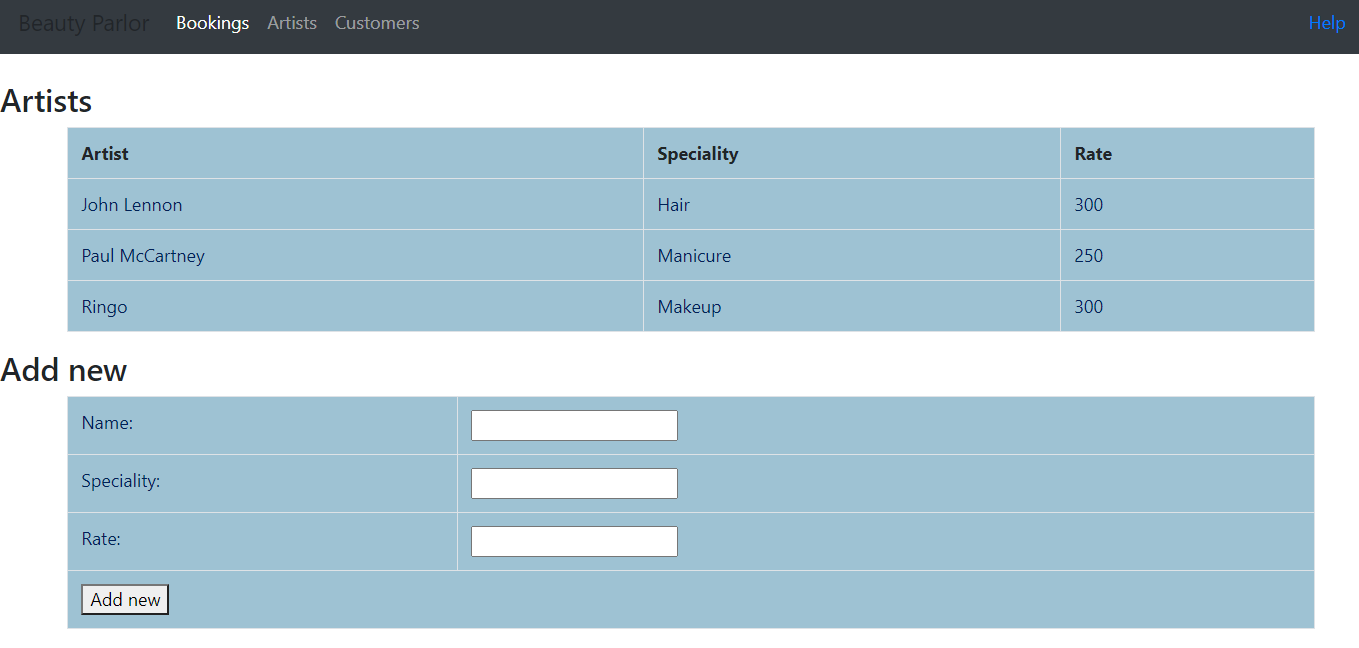 Beauty Parlor Bookings Artists Customers Help
Artists
Artist Speciality Rate
John Lennon Hair 300
Paul McCartney Manicure 250
Ringo Makeup 300
Add new
Name:
Speciality:
Rate:
Add new